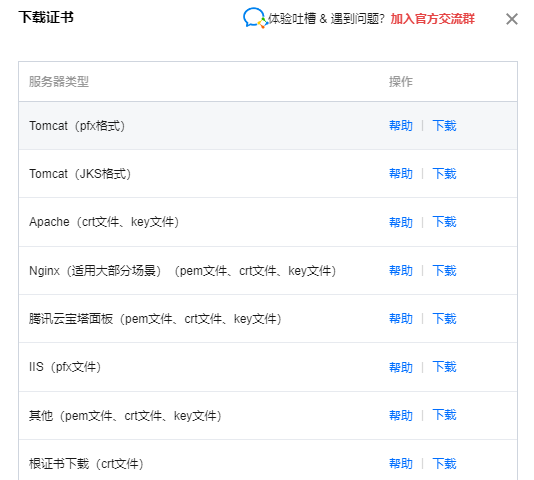 下载证书 体验吐槽 & 遇到问题？加入官方交流群
服务器类型 操作
Tomcat（pfx格式） 帮助 | 下载
Tomcat（JKS格式） 帮助 | 下载
Apache（crt文件、key文件） 帮助 | 下载
Nginx（适用大部分场景）（pem文件、crt文件、key文件） 帮助 | 下载
腾讯云宝塔面板（pem文件、crt文件、key文件） 帮助 | 下载
IIS（pfx文件） 帮助 | 下载
其他（pem文件、crt文件、key文件） 帮助 | 下载
根证书下载（crt文件） 帮助 | 下载